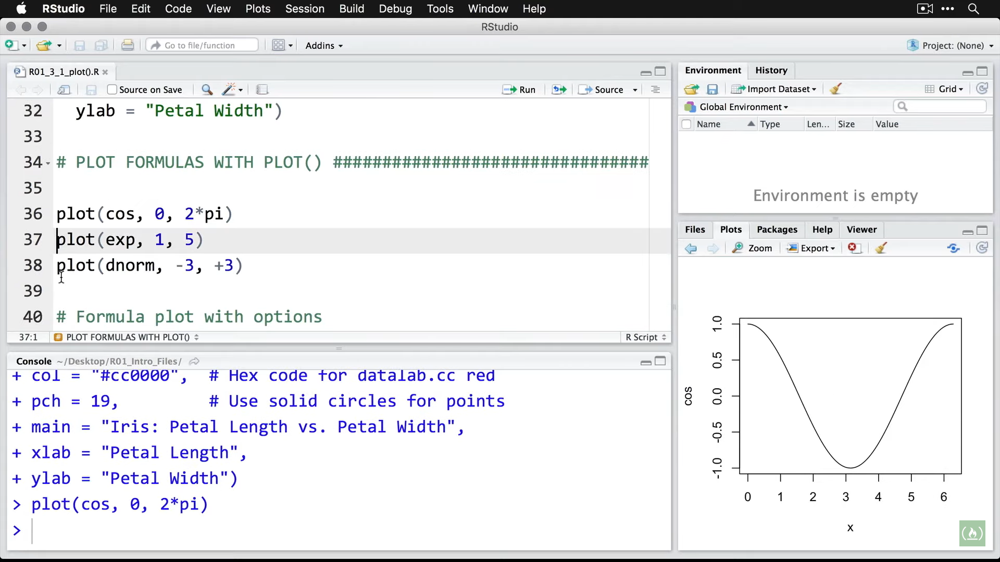 RStudio File Edit Code View Plots Session Build Debug Tools Window Help
RStudio
Go to file/function Addins Project: (None)
R01_3_1_plot().R
Source on Save Run Source
32 ylab = "Petal Width")
33
34 # PLOT FORMULAS WITH PLOT() ################################
35
36 plot(cos, 0, 2*pi)
37 plot(exp, 1, 5)
38 plot(dnorm, -3, +3)
39
40 # Formula plot with options
37:1 PLOT FORMULAS WITH PLOT() R Script
Console ~/Desktop/R01_Intro_Files/
+ col = "#cc0000", # Hex code for datalab.cc red
+ pch = 19, # Use solid circles for points
+ main = "Iris: Petal Length vs. Petal Width",
+ xlab = "Petal Length",
+ ylab = "Petal Width")
> plot(cos, 0, 2*pi)
>
Environment History
Import Dataset Grid
Global Environment
Name Type Len... Size Value
Environment is empty
Files Plots Packages Help Viewer
Zoom Export
1.0
0.5
0.0
-0.5
-1.0
cos
0 1 2 3 4 5 6
x